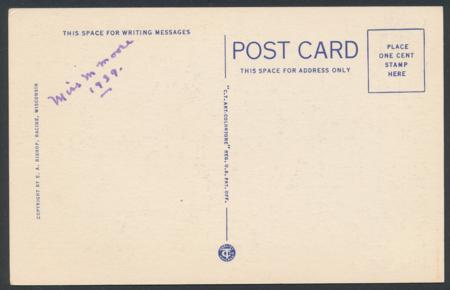 THIS SPACE FOR WRITING MESSAGES
Miss M Moore
1939.
COPYRIGHT BY E. A. BISHOP, RACINE, WISCONSIN
"C.T. ART-COLORTONE" REG. U.S. PAT. OFF.
POST CARD
THIS SPACE FOR ADDRESS ONLY
PLACE
ONE CENT
STAMP
HERE